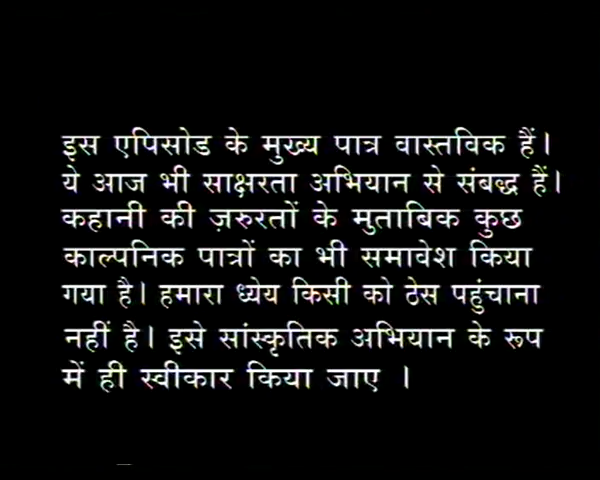 इस एपिसोड के मुख्य पात्र वास्तविक हैं।
ये आज भी साक्षरता अभियान से संबद्ध हैं।
कहानी की ज़रुरतों के मुताबिक कुछ
काल्पनिक पात्रों का भी समावेश किया
गया है। हमारा ध्येय किसी को ठेस पहुंचाना
नहीं है। इसे सांस्कृतिक अभियान के रूप
में ही स्वीकार किया जाए ।